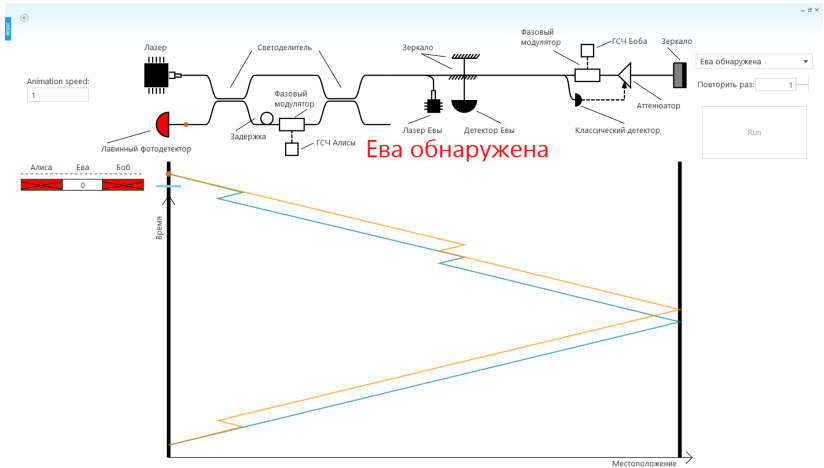 Лазер
Светоделитель
Зеркало
Фазовый
модулятор
ГСЧ Боба
Зеркало
Ева обнаружена
Animation speed:
1
Фазовый
модулятор
Повторить раз:
1
Аттенюатор
Задержка
Лазер Евы
Детектор Евы
Классический детектор
Run
Лавинный фотодетектор
ГСЧ Алисы
Ева обнаружена
Алиса
Ева
Боб
0
Время
Местоположение